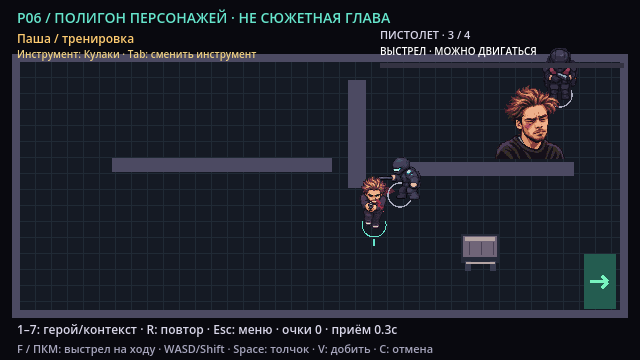 P06 / ПОЛИГОН ПЕРСОНАЖЕЙ · НЕ СЮЖЕТНАЯ ГЛАВА
Паша / тренировка
ПИСТОЛЕТ · 3 / 4
Инструмент: Кулаки · Tab: сменить инструмент
ВЫСТРЕЛ · МОЖНО ДВИГАТЬСЯ
1–7: герой/контекст · R: повтор · Esc: меню · очки 0 · приём 0.3с
F / ПКМ: выстрел на ходу · WASD/Shift · Space: толчок · V: добить · C: отмена